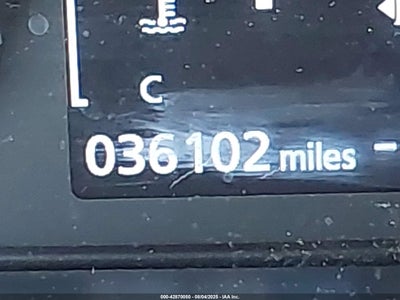 C
036102 miles
000-42870050 - 08/04/2025 - IAA Inc.